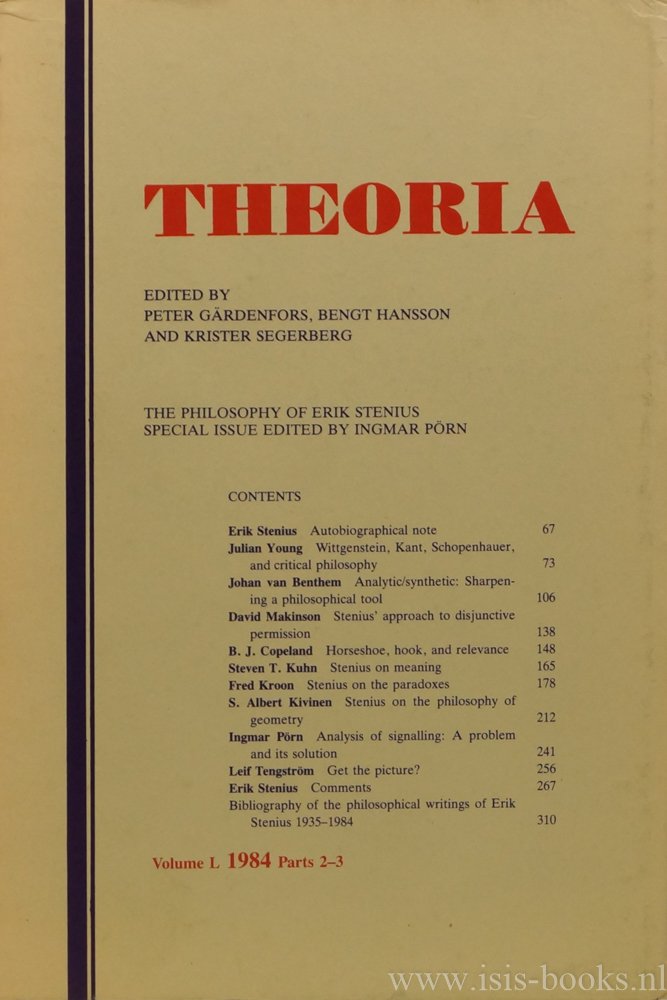 THEORIA
EDITED BY
PETER GÄRDENFORS, BENGT HANSSON
AND KRISTER SEGERBERG
THE PHILOSOPHY OF ERIK STENIUS
SPECIAL ISSUE EDITED BY INGMAR PÖRN
CONTENTS
Erik Stenius Autobiographical note 67
Julian Young Wittgenstein, Kant, Schopenhauer,
and critical philosophy 73
Johan van Benthem Analytic/synthetic: Sharpen-
ing a philosophical tool 106
David Makinson Stenius' approach to disjunctive
permission 138
B. J. Copeland Horseshoe, hook, and relevance 148
Steven T. Kuhn Stenius on meaning 165
Fred Kroon Stenius on the paradoxes 178
S. Albert Kivinen Stenius on the philosophy of
geometry 212
Ingmar Pörn Analysis of signalling: A problem
and its solution 241
Leif Tengström Get the picture? 256
Erik Stenius Comments 267
Bibliography of the philosophical writings of Erik
Stenius 1935–1984 310
Volume L 1984 Parts 2–3
www.isis-books.nl